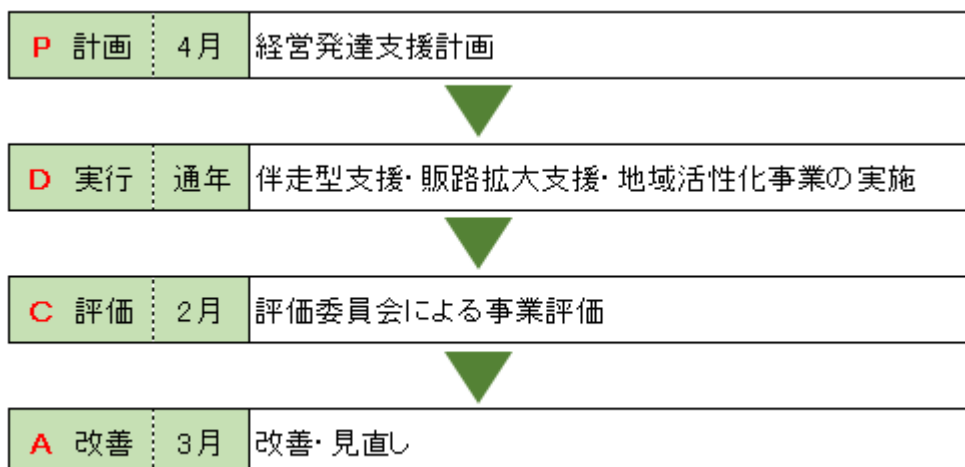 P 計画 4月 経営発達支援計画
D 実行 通年 伴走型支援・販路拡大支援・地域活性化事業の実施
C 評価 2月 評価委員会による事業評価
A 改善 3月 改善・見直し